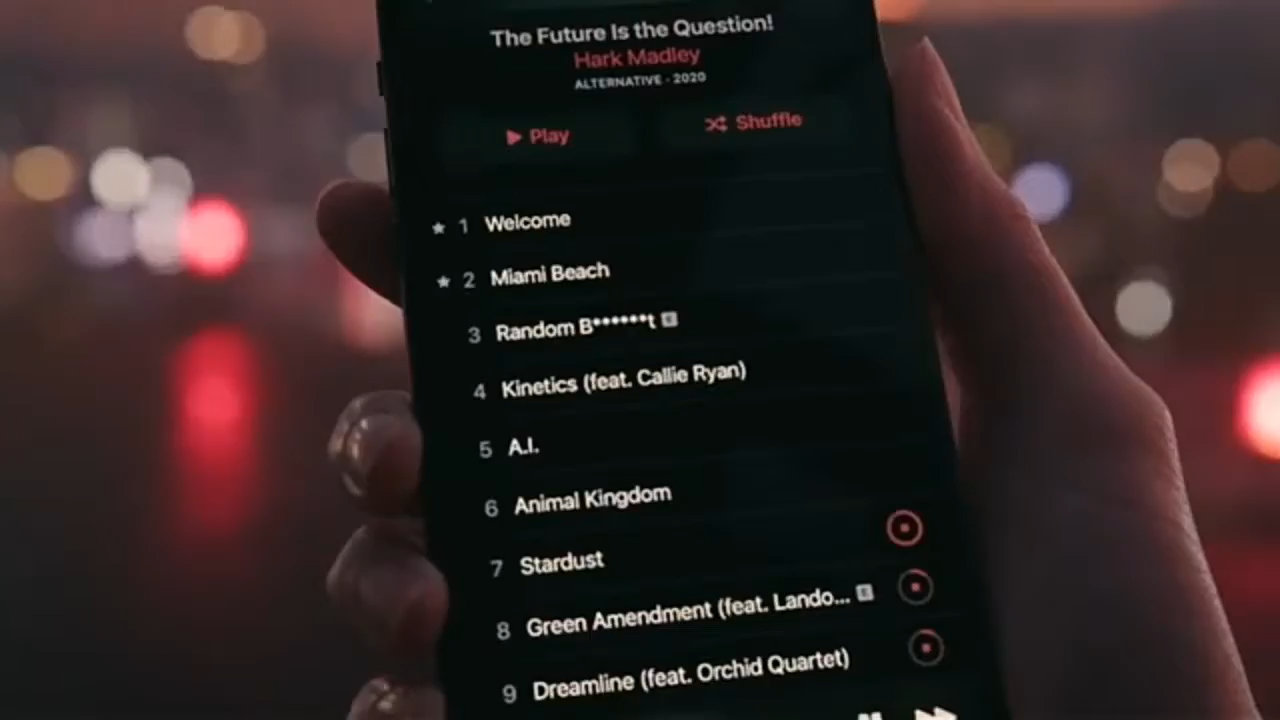 The Future Is the Question!
Hark Madley
ALTERNATIVE · 2020
Play
Shuffle
★ 1 Welcome
★ 2 Miami Beach
3 Random B******t E
4 Kinetics (feat. Callie Ryan)
5 A.I.
6 Animal Kingdom
7 Stardust
8 Green Amendment (feat. Lando... E
9 Dreamline (feat. Orchid Quartet)